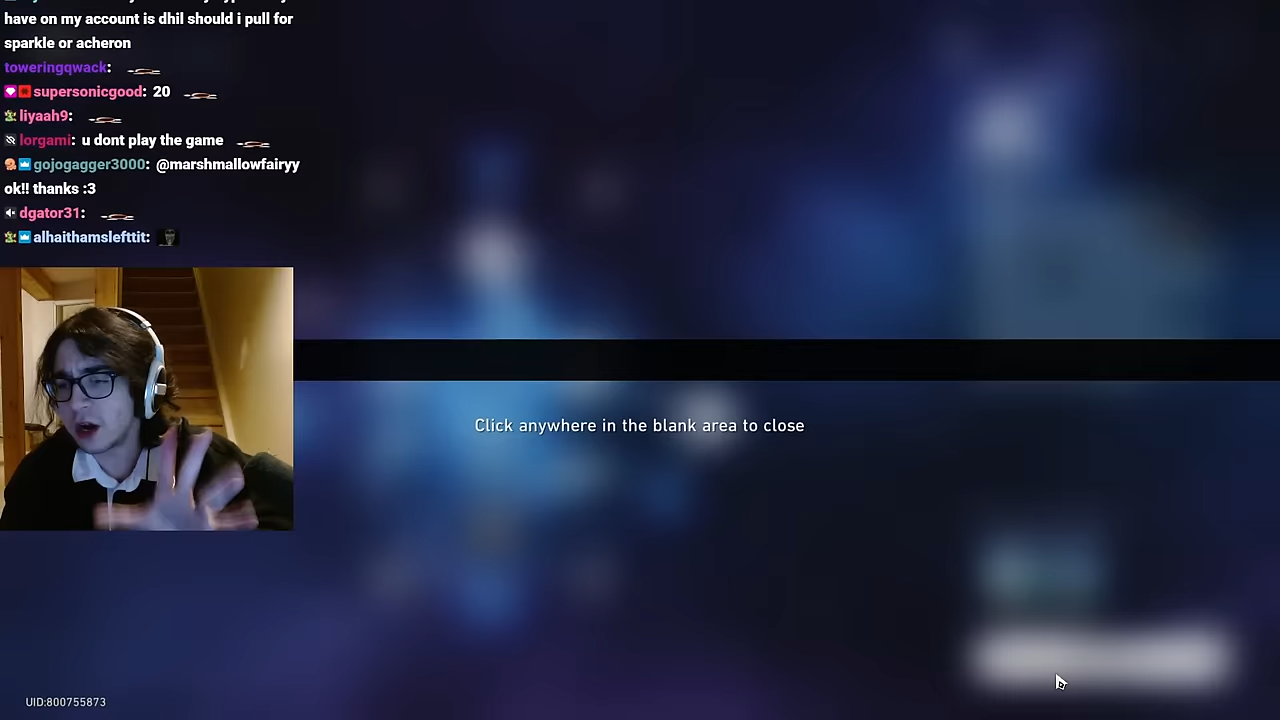 have on my account is dhil should i pull for
sparkle or acheron
toweringqwack:
supersonicgood: 20
liyaah9:
lorgami: u dont play the game
gojogagger3000: @marshmallowfairyy
ok!! thanks :3
dgator31:
alhaithamslefttit:
Click anywhere in the blank area to close
UID:800755873